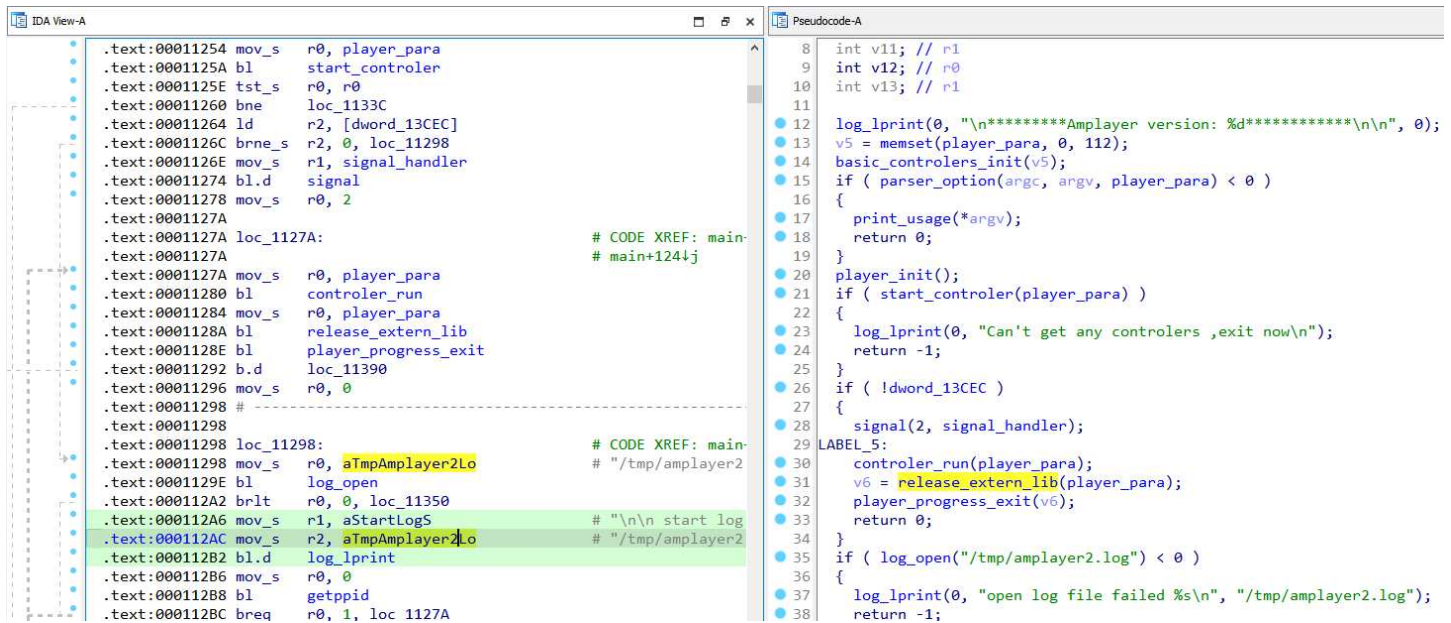 IDA View-A
.text:00011254 mov_s r0, player_para
.text:0001125A bl start_controler
.text:0001125E tst_s r0, r0
.text:00011260 bne loc_1133C
.text:00011264 ld r2, [dword_13CEC]
.text:0001126C brne_s r2, 0, loc_11298
.text:0001126E mov_s r1, signal_handler
.text:00011274 bl.d signal
.text:00011278 mov_s r0, 2
.text:0001127A
.text:0001127A loc_1127A: # CODE XREF: main-
.text:0001127A # main+124↓j
.text:0001127A mov_s r0, player_para
.text:00011280 bl controler_run
.text:00011284 mov_s r0, player_para
.text:0001128A bl release_extern_lib
.text:0001128E bl player_progress_exit
.text:00011292 b.d loc_11390
.text:00011296 mov_s r0, 0
.text:00011298 # ---------------------------------------------------------------
.text:00011298
.text:00011298 loc_11298: # CODE XREF: main-
.text:00011298 mov_s r0, aTmpAmplayer2Lo # "/tmp/amplayer2
.text:0001129E bl log_open
.text:000112A2 brlt r0, 0, loc_11350
.text:000112A6 mov_s r1, aStartLogS # "\n\n start log
.text:000112AC mov_s r2, aTmpAmplayer2Lo # "/tmp/amplayer2
.text:000112B2 bl.d log_lprint
.text:000112B6 mov_s r0, 0
.text:000112B8 bl getppid
.text:000112BC breq r0, 1, loc_1127A
Pseudocode-A
8 int v11; // r1
9 int v12; // r0
10 int v13; // r1
11
12 log_lprint(0, "\n*********Amplayer version: %d************\n\n", 0);
13 v5 = memset(player_para, 0, 112);
14 basic_controlers_init(v5);
15 if ( parser_option(argc, argv, player_para) < 0 )
16 {
17 print_usage(*argv);
18 return 0;
19 }
20 player_init();
21 if ( start_controler(player_para) )
22 {
23 log_lprint(0, "Can't get any controlers ,exit now\n");
24 return -1;
25 }
26 if ( !dword_13CEC )
27 {
28 signal(2, signal_handler);
29 LABEL_5:
30 controler_run(player_para);
31 v6 = release_extern_lib(player_para);
32 player_progress_exit(v6);
33 return 0;
34 }
35 if ( log_open("/tmp/amplayer2.log") < 0 )
36 {
37 log_lprint(0, "open log file failed %s\n", "/tmp/amplayer2.log");
38 return -1;